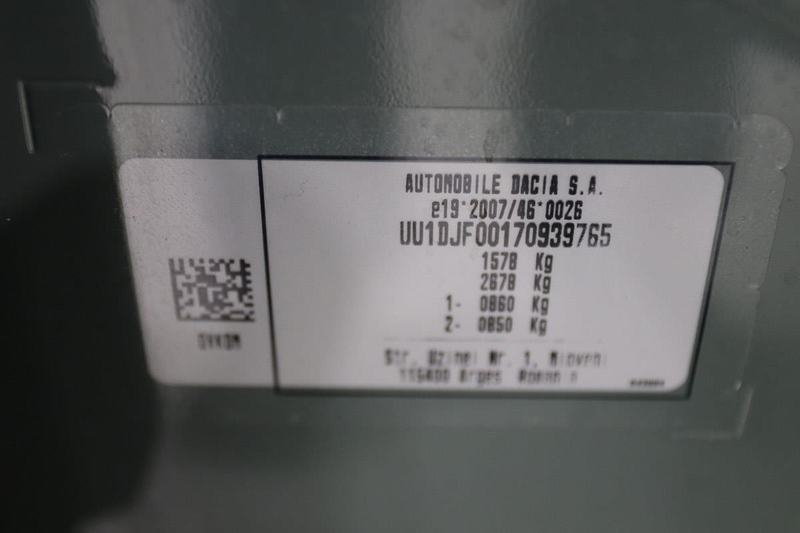 AUTOMOBILE DACIA S.A.
e19*2007/46*0026
UU1DJF00170939765
1578 Kg
2678 Kg
1- 0860 Kg
2- 0850 Kg
Str. Uzinei Nr. 1, Mioveni
115400 Arges